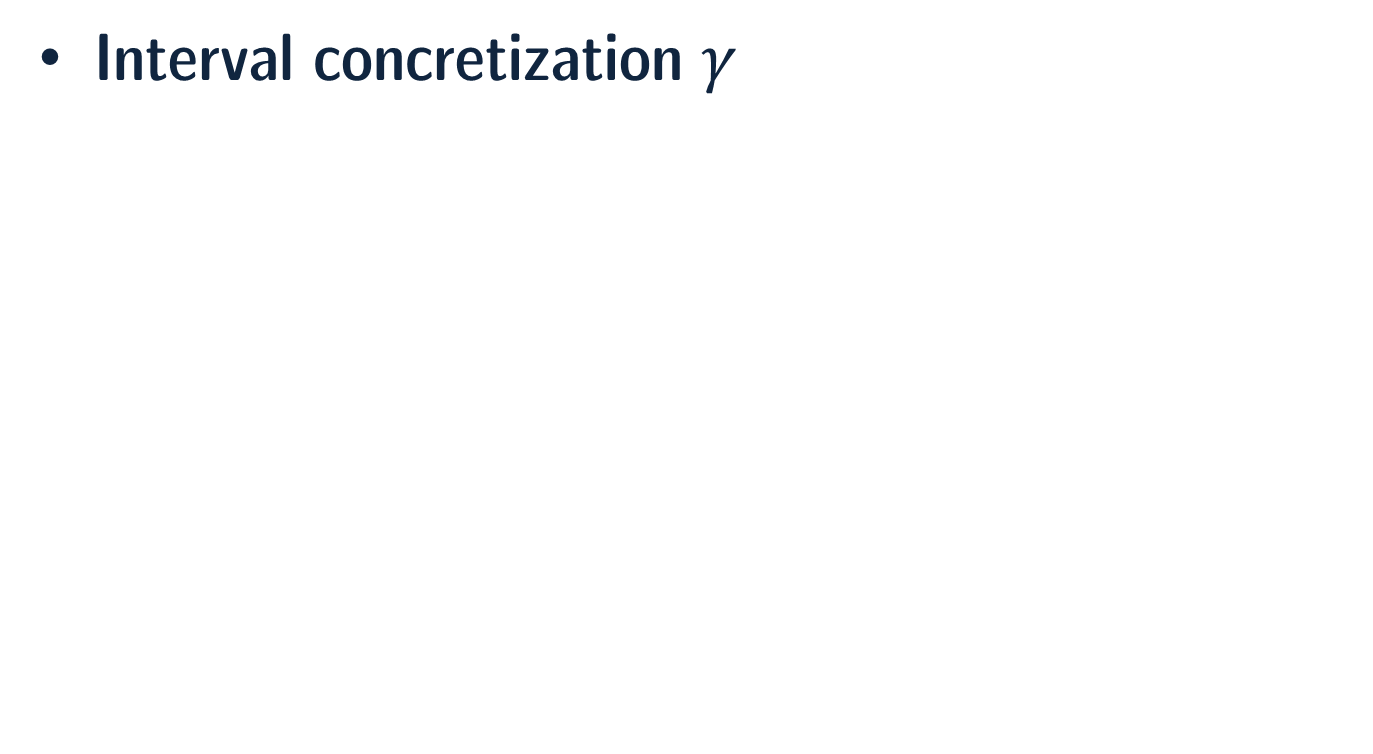 • Interval concretization γ